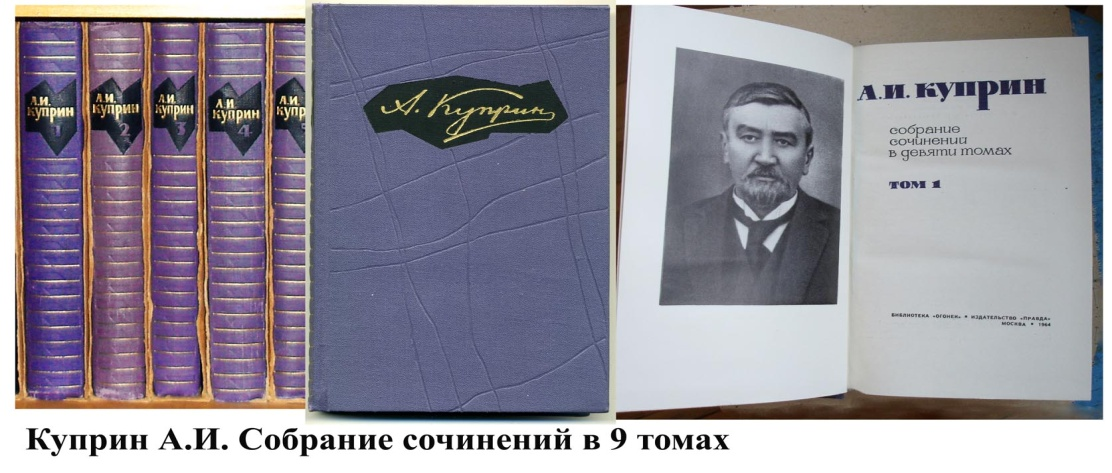 А.И.
куприн
1
А.И.
куприн
2
А.И.
куприн
3
А.И.
куприн
4
А.И.
куприн
А. Куприн
А.И. куприн
собрание
сочинений
в девяти томах
том 1
БИБЛИОТЕКА «ОГОНЕК» • ИЗДАТЕЛЬСТВО «ПРАВДА»
МОСКВА • 1964
Куприн А.И. Собрание сочинений в 9 томах